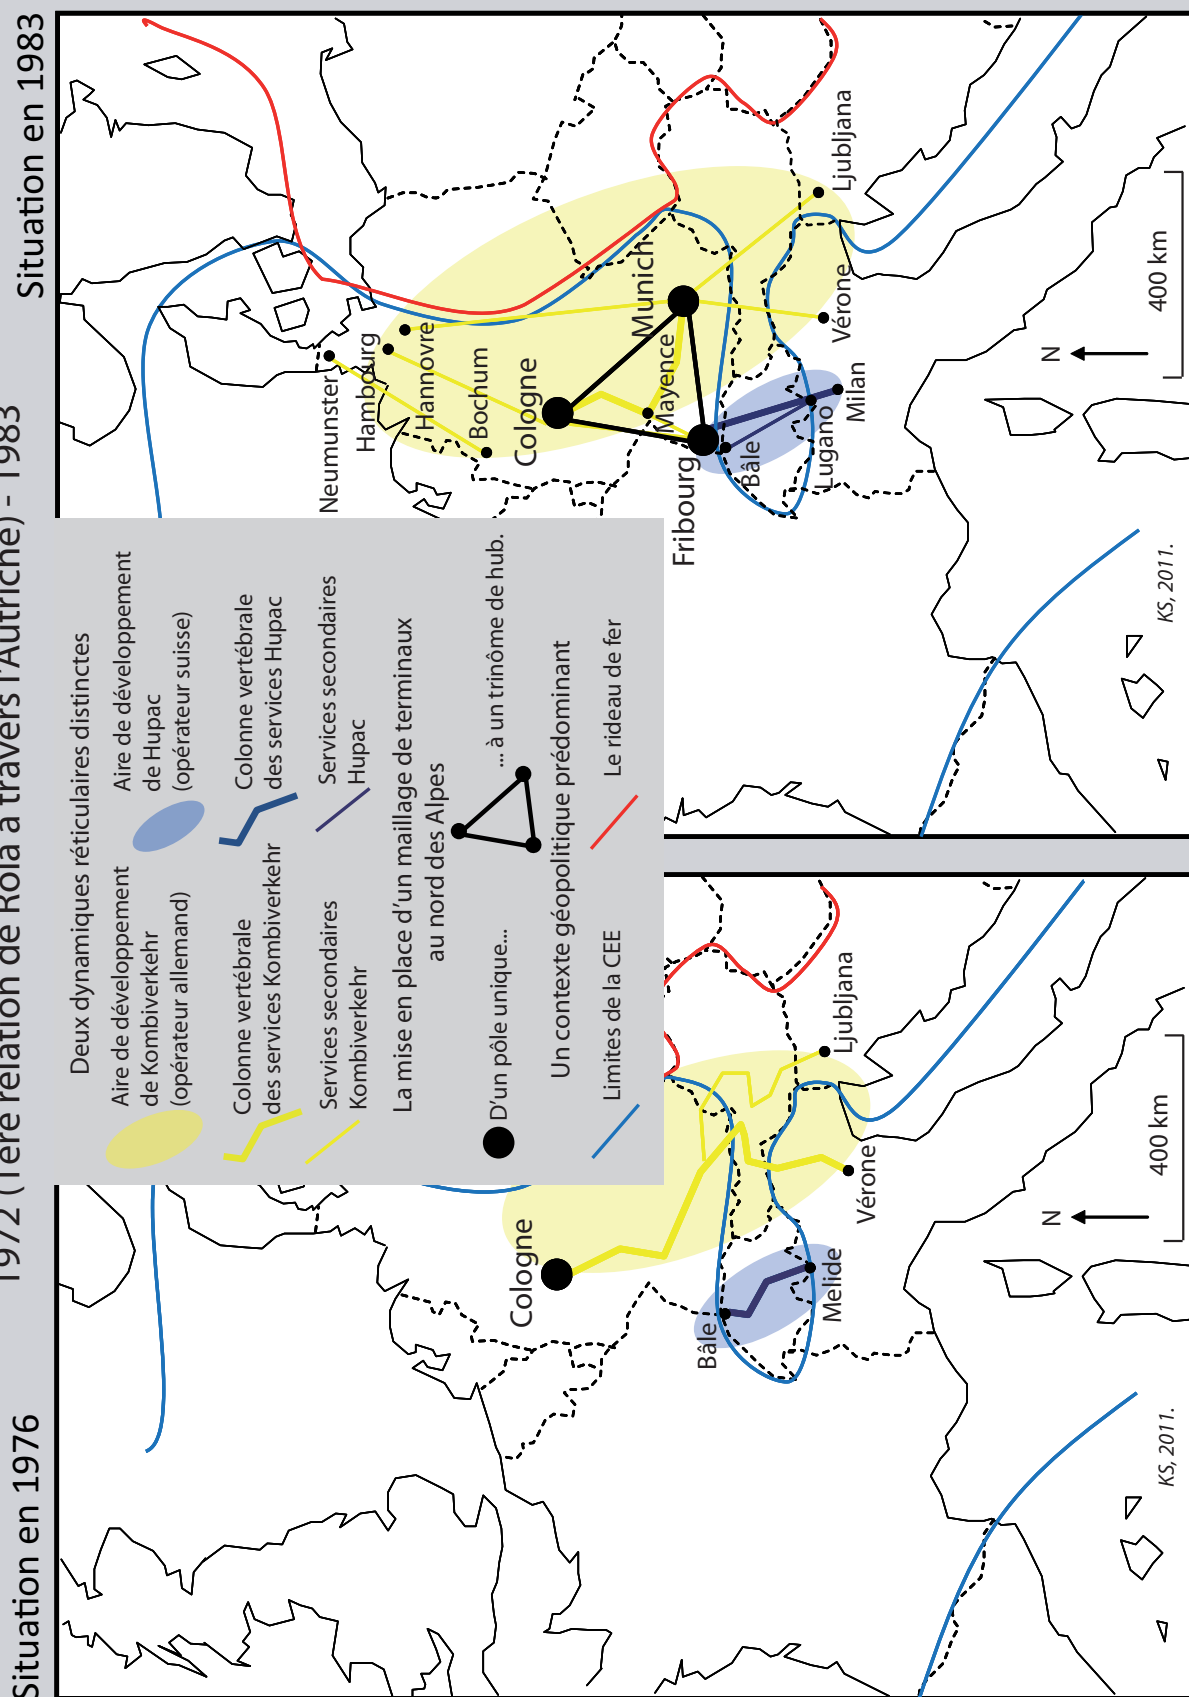 1972 (1ère relation de Rola à travers l'Autriche) - 1983
Situation en 1976
Situation en 1983
Deux dynamiques réticulaires distinctes
Aire de développement
de Kombiverkehr
(opérateur allemand)
Aire de développement
de Hupac
(opérateur suisse)
Colonne vertébrale
des services Kombiverkehr
Colonne vertébrale
des services Hupac
Services secondaires
Kombiverkehr
Services secondaires
Hupac
La mise en place d'un maillage de terminaux
au nord des Alpes
D'un pôle unique...
... à un trinôme de hub.
Un contexte géopolitique prédominant
Limites de la CEE
Le rideau de fer
Cologne
Bâle
Melide
Vérone
Ljubljana
N
400 km
KS, 2011.
Neumunster
Hambourg
Hannovre
Bochum
Cologne
Mayence
Munich
Fribourg
Bâle
Lugano
Milan
Vérone
Ljubljana
N
400 km
KS, 2011.